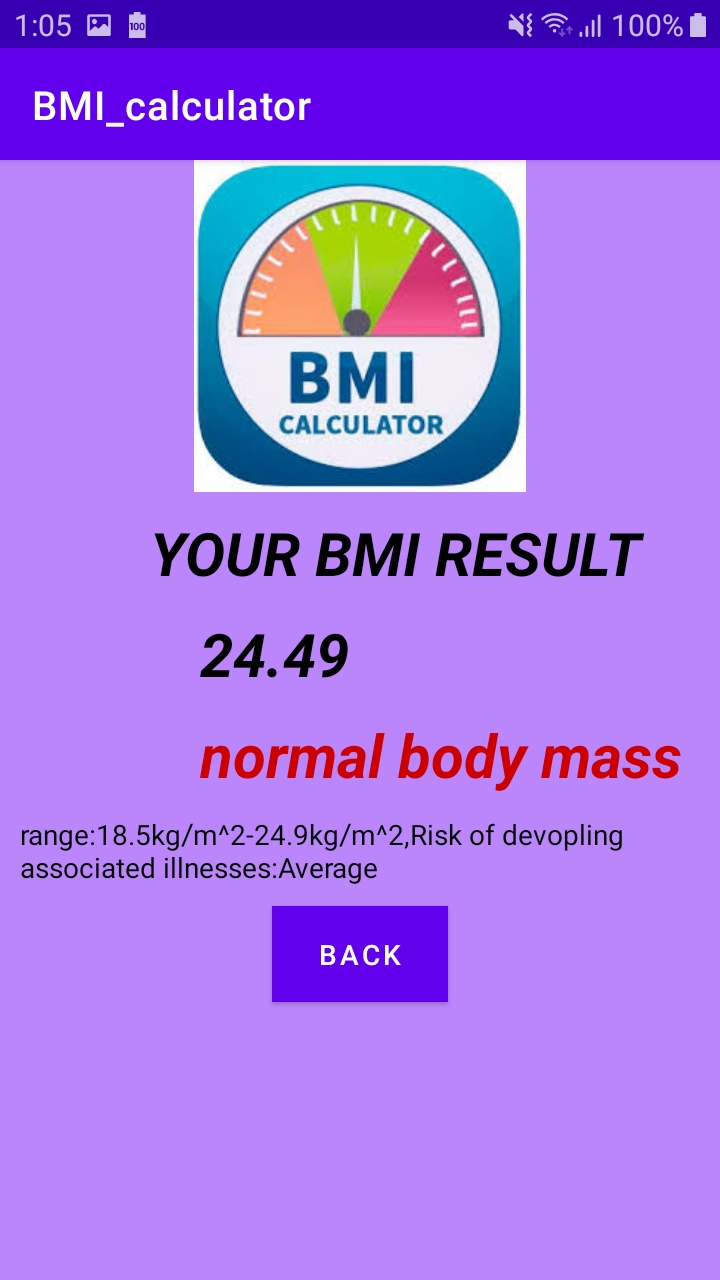 1:05 100 100%
BMI_calculator
BMI
CALCULATOR
YOUR BMI RESULT
24.49
normal body mass
range:18.5kg/m^2-24.9kg/m^2,Risk of devopling
associated illnesses:Average
BACK